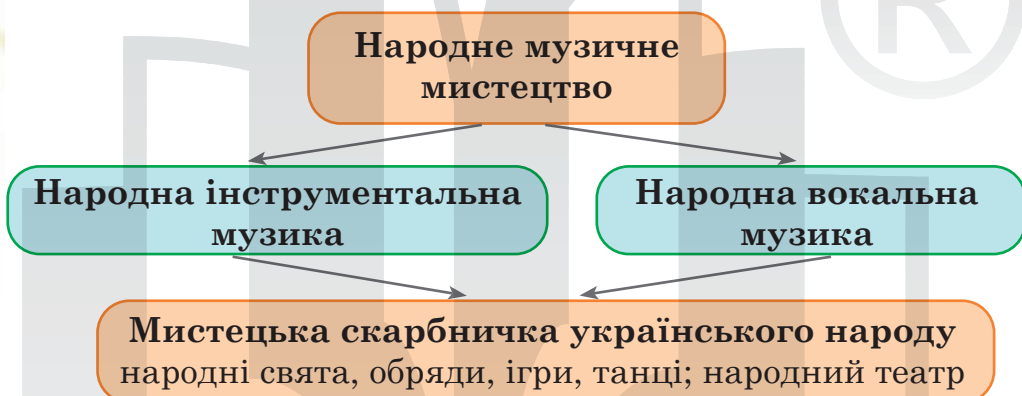 Народне музичне
мистецтво
Народна інструментальна
музика
Народна вокальна
музика
Мистецька скарбничка українського народу
народні свята, обряди, ігри, танці; народний театр